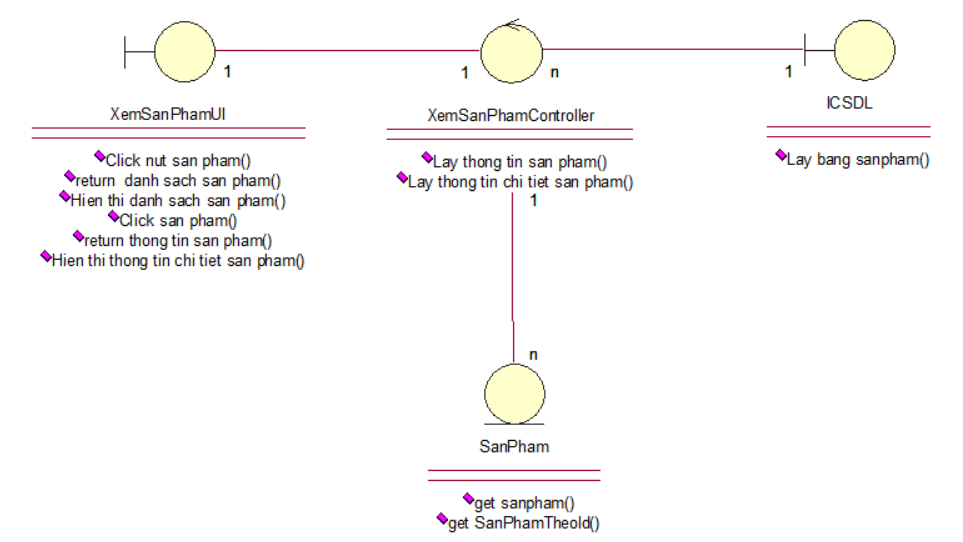 1
1
n
1
XemSanPhamUI
XemSanPhamController
ICSDL
Click nut san pham()
return danh sach san pham()
Hien thi danh sach san pham()
Click san pham()
return thong tin san pham()
Hien thi thong tin chi tiet san pham()
Lay thong tin san pham()
Lay thong tin chi tiet san pham()
Lay bang sanpham()
1
n
SanPham
get sanpham()
get SanPhamTheoId()